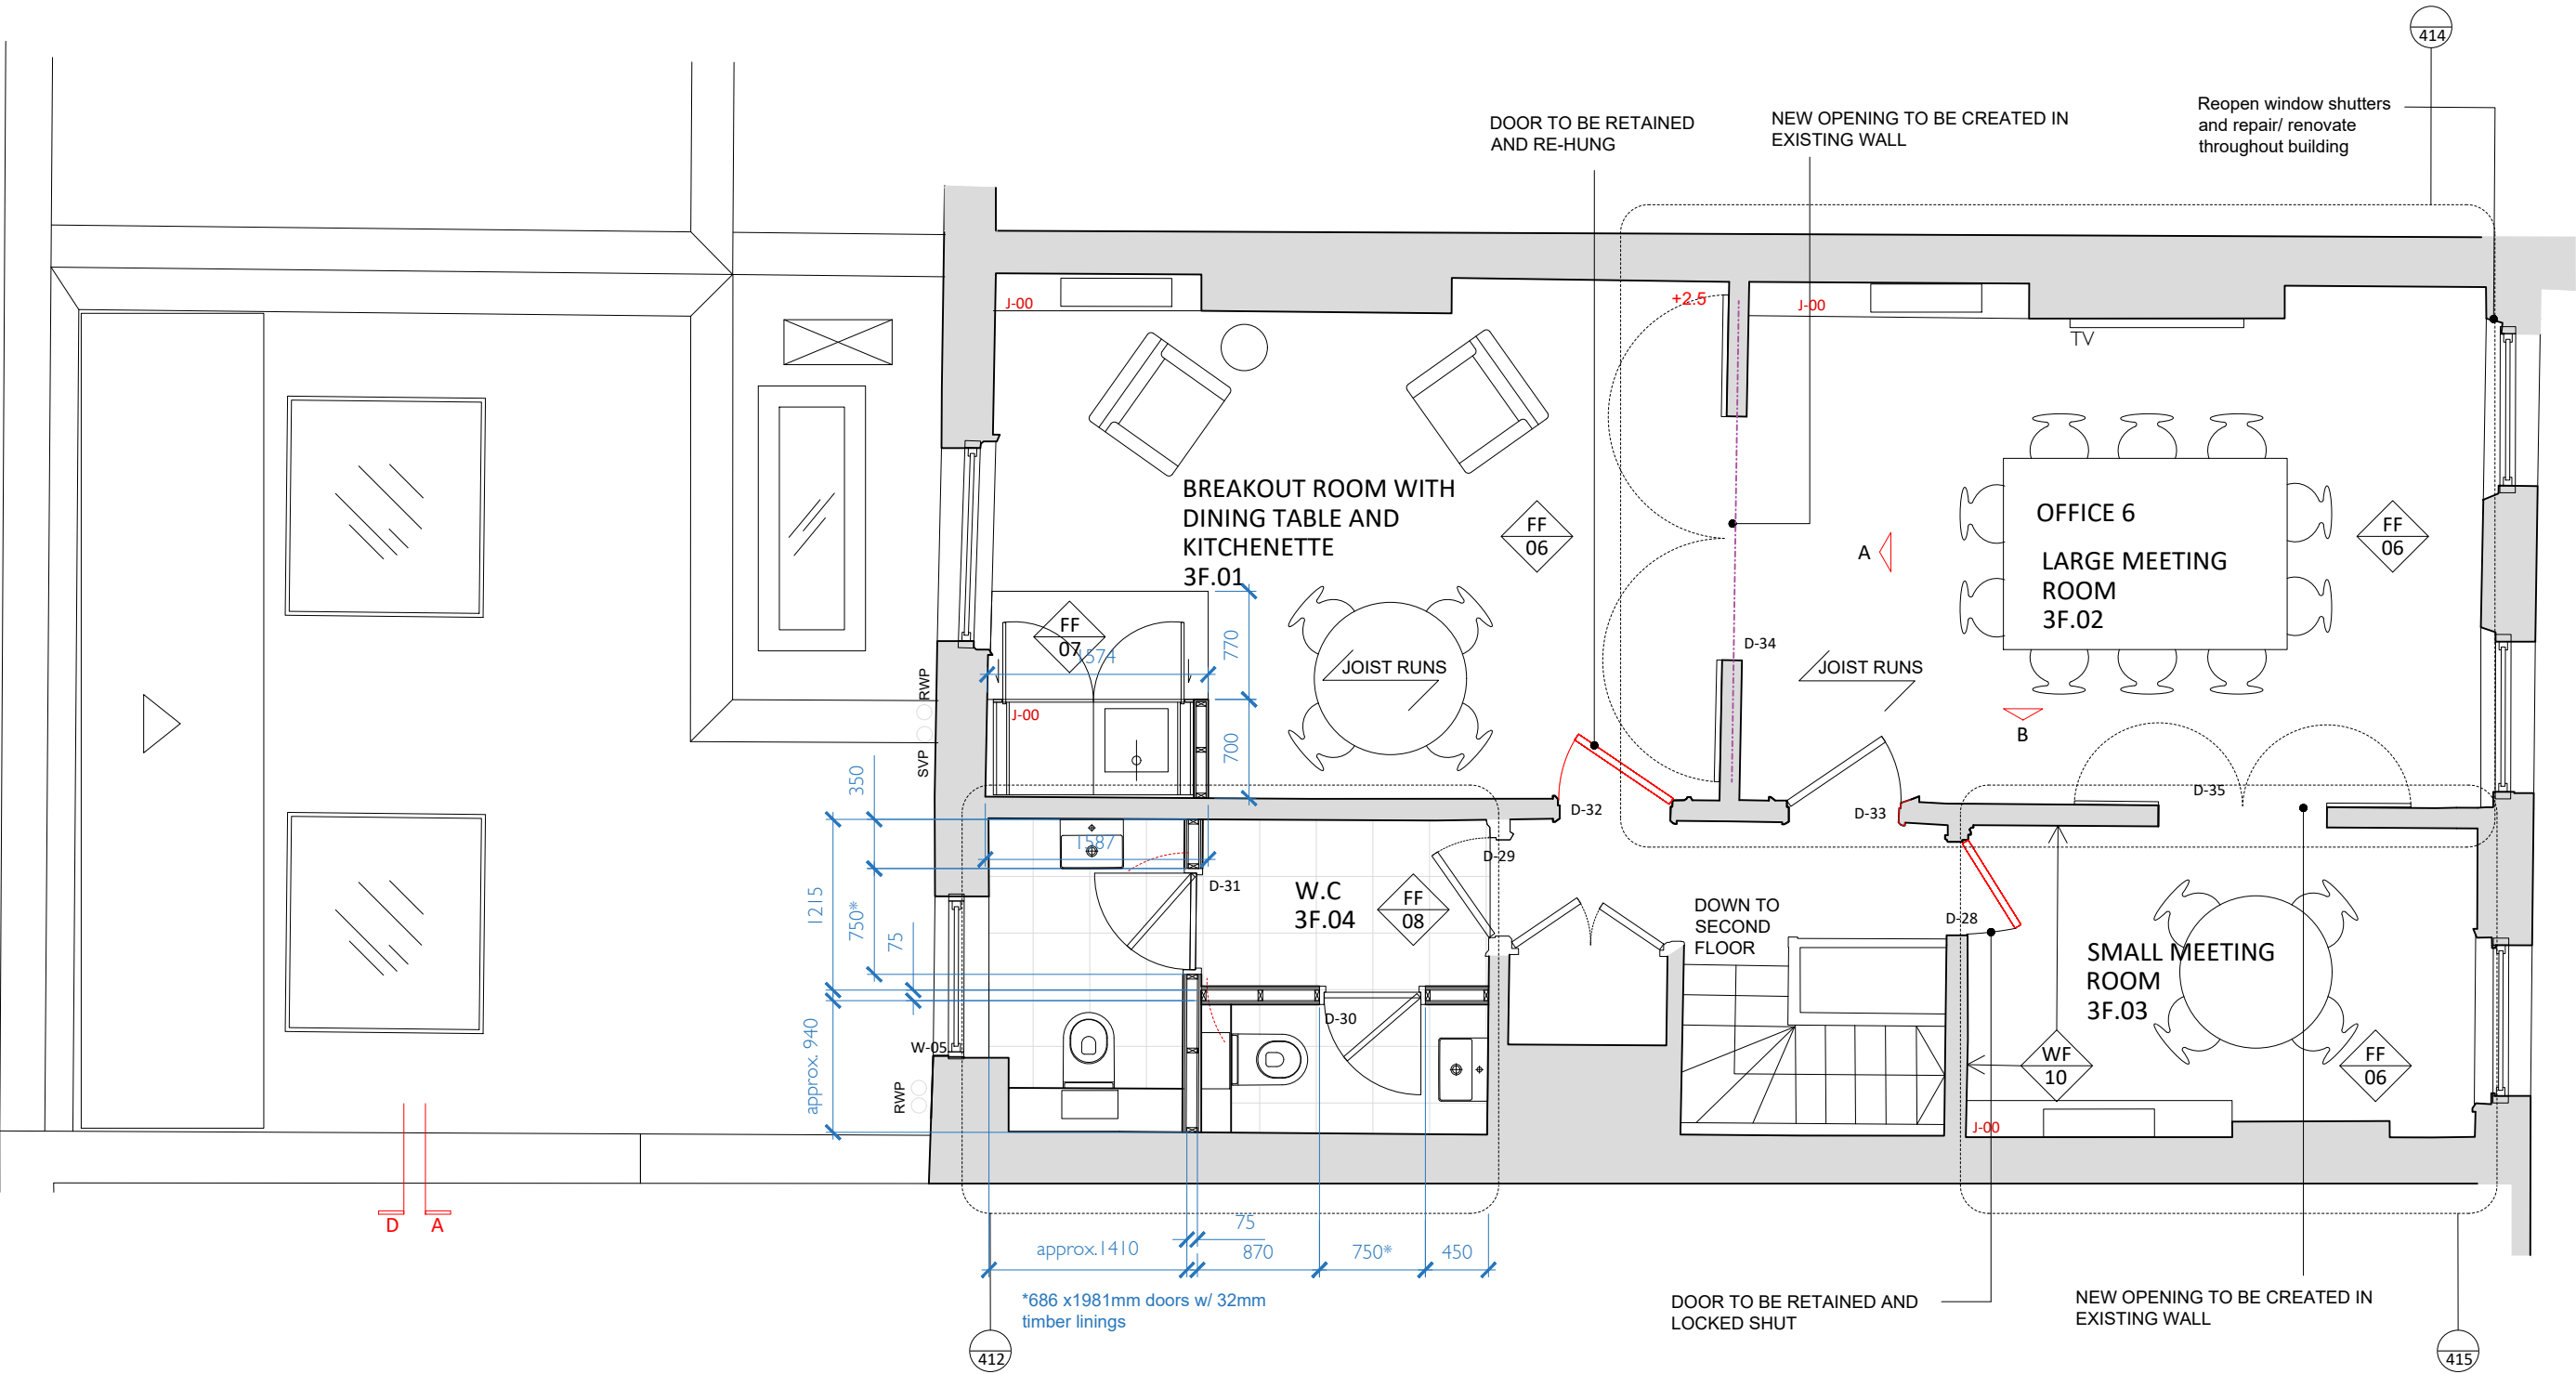 414
Reopen window shutters
and repair/ renovate
throughout building
DOOR TO BE RETAINED
AND RE-HUNG
NEW OPENING TO BE CREATED IN
EXISTING WALL
J-00
+2.5
J-00
TV
BREAKOUT ROOM WITH
DINING TABLE AND
KITCHENETTE
3F.01
FF
06
A
OFFICE 6
LARGE MEETING
ROOM
3F.02
FF
06
FF
07
1574
770
JOIST RUNS
D-34
JOIST RUNS
RWP
SVP
J-00
700
B
350
D-32
D-33
D-35
1587
D-29
D-31
1215
750*
75
W.C
3F.04
FF
08
DOWN TO
SECOND
FLOOR
D-28
SMALL MEETING
ROOM
3F.03
D-30
W-05
approx. 940
RWP
WF
10
FF
06
J-00
D
A
75
approx.1410
870
750*
450
*686 x1981mm doors w/ 32mm
timber linings
DOOR TO BE RETAINED AND
LOCKED SHUT
NEW OPENING TO BE CREATED IN
EXISTING WALL
412
415